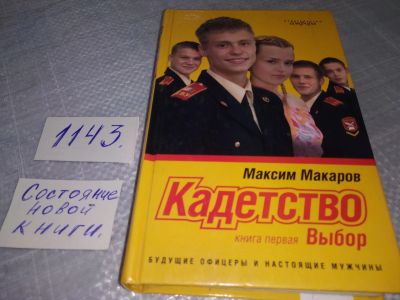 1143.
Состояние
новой
книги.
Максим Макаров
Кадетство
книга первая Выбор
БУДУЩИЕ ОФИЦЕРЫ И НАСТОЯЩИЕ МУЖЧИНЫ